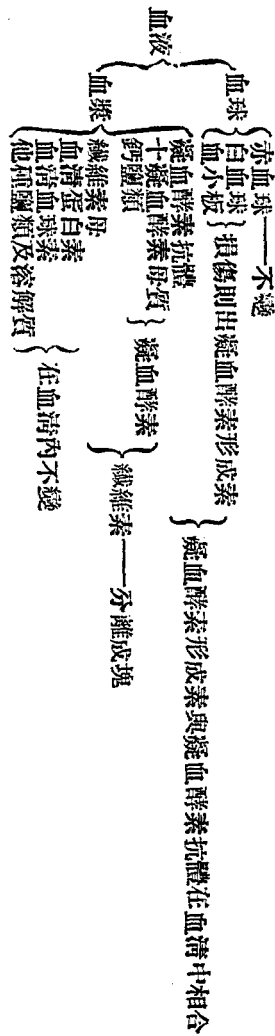 血液
血球
赤血球——不變
白血球
血小板
損傷則出凝血酵素形成素
血漿
凝血酵素抗體
十凝血酵素母質
鈣鹽類
凝血酵素
凝血酵素形成素與凝血酵素抗體在血清中相合
纖維素母
纖維素——分離成塊
血清蛋白素
血清血球素
他種鹽類及溶解質
在血清內不變